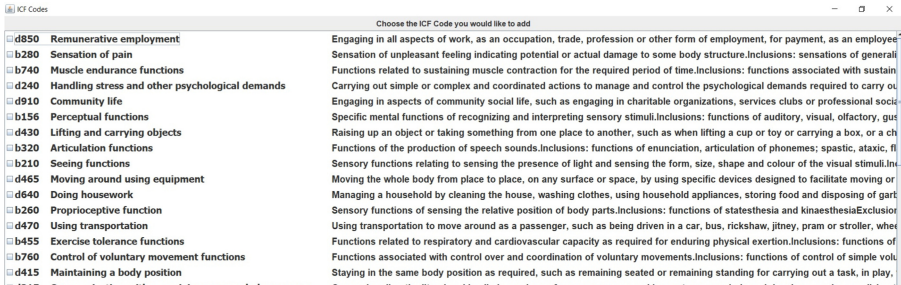 ICF Codes
Choose the ICF Code you would like to add
d850 Remunerative employment Engaging in all aspects of work, as an occupation, trade, profession or other form of employment, for payment, as an employee
b280 Sensation of pain Sensation of unpleasant feeling indicating potential or actual damage to some body structure.Inclusions: sensations of generali
b740 Muscle endurance functions Functions related to sustaining muscle contraction for the required period of time.Inclusions: functions associated with sustain
d240 Handling stress and other psychological demands Carrying out simple or complex and coordinated actions to manage and control the psychological demands required to carry ou
d910 Community life Engaging in aspects of community social life, such as engaging in charitable organizations, services clubs or professional socia
b156 Perceptual functions Specific mental functions of recognizing and interpreting sensory stimuli.Inclusions: functions of auditory, visual, olfactory, gus
d430 Lifting and carrying objects Raising up an object or taking something from one place to another, such as when lifting a cup or toy or carrying a box, or a ch
b320 Articulation functions Functions of the production of speech sounds.Inclusions: functions of enunciation, articulation of phonemes; spastic, ataxic, fl
b210 Seeing functions Sensory functions relating to sensing the presence of light and sensing the form, size, shape and colour of the visual stimuli.Inc
d465 Moving around using equipment Moving the whole body from place to place, on any surface or space, by using specific devices designed to facilitate moving or
d640 Doing housework Managing a household by cleaning the house, washing clothes, using household appliances, storing food and disposing of garb
b260 Proprioceptive function Sensory functions of sensing the relative position of body parts.Inclusions: functions of statesthesia and kinaesthesiaExclusion
d470 Using transportation Using transportation to move around as a passenger, such as being driven in a car, bus, rickshaw, jitney, pram or stroller, whee
b455 Exercise tolerance functions Functions related to respiratory and cardiovascular capacity as required for enduring physical exertion.Inclusions: functions of
b760 Control of voluntary movement functions Functions associated with control over and coordination of voluntary movements.Inclusions: functions of control of simple volu
d415 Maintaining a body position Staying in the same body position as required, such as remaining seated or remaining standing for carrying out a task, in play,